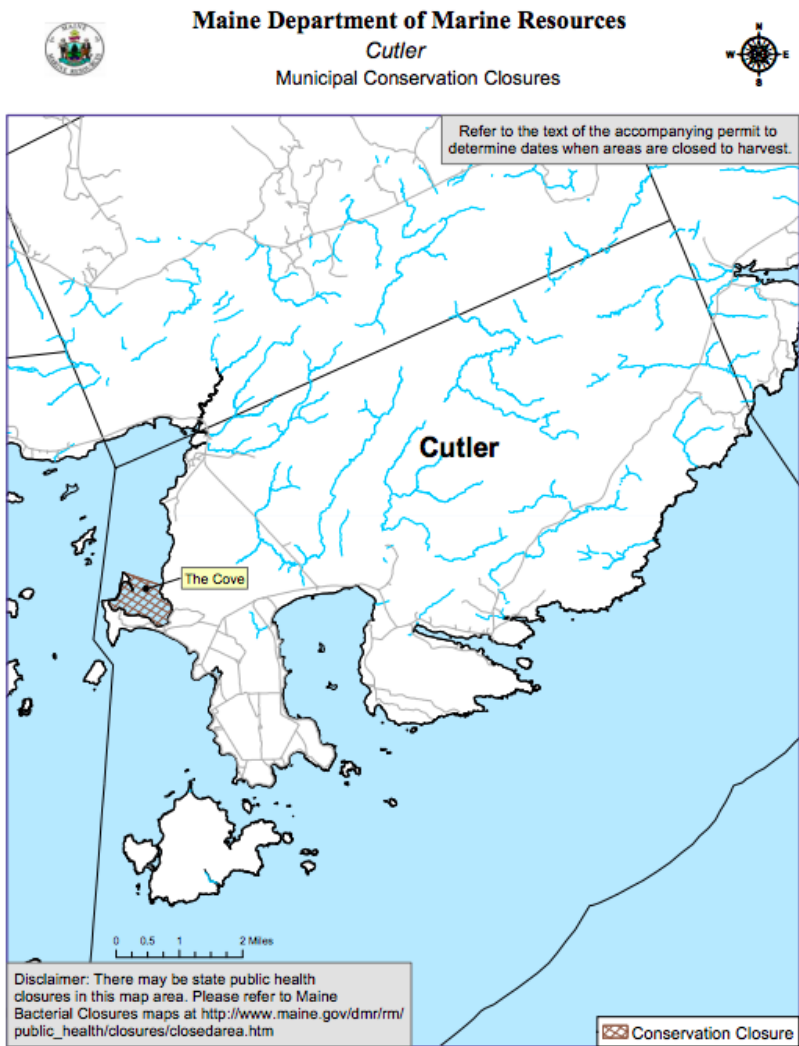 Maine Department of Marine Resources
Cutler
Municipal Conservation Closures
MAINE
MARINE RESOURCES
N
W
E
S
Refer to the text of the accompanying permit to
determine dates when areas are closed to harvest.
Cutler
The Cove
0 0.5 1 2 Miles
Disclaimer: There may be state public health
closures in this map area. Please refer to Maine
Bacterial Closures maps at http://www.maine.gov/dmr/rm/
public_health/closures/closedarea.htm
Conservation Closure